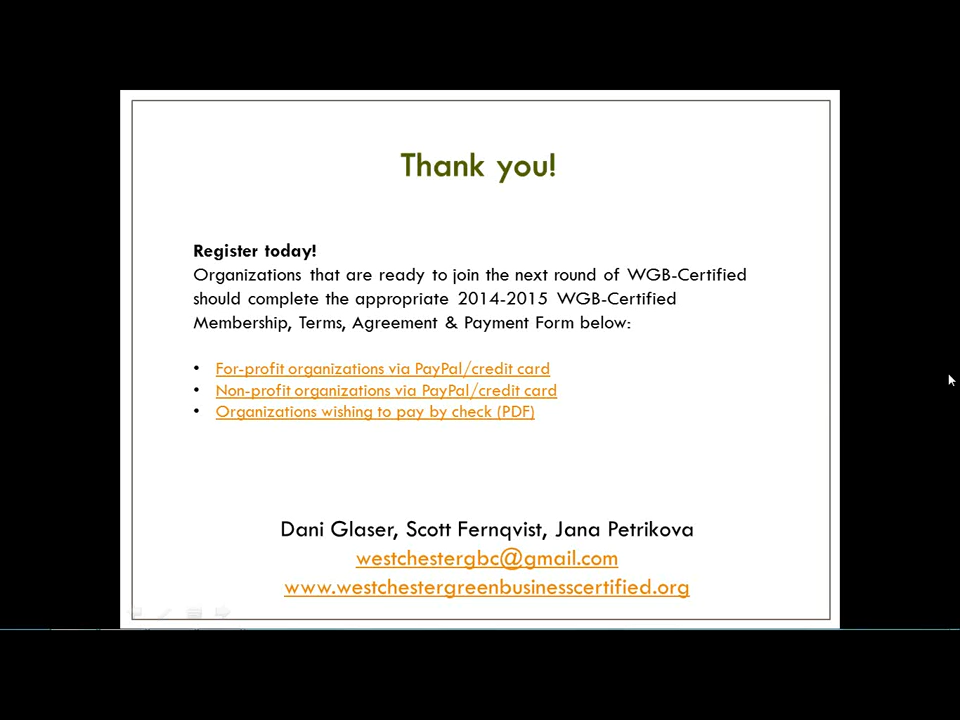 Thank you!
Register today!
Organizations that are ready to join the next round of WGB-Certified
should complete the appropriate 2014-2015 WGB-Certified
Membership, Terms, Agreement & Payment Form below:
• For-profit organizations via PayPal/credit card
• Non-profit organizations via PayPal/credit card
• Organizations wishing to pay by check (PDF)
Dani Glaser, Scott Fernqvist, Jana Petrikova
westchestergbc@gmail.com
www.westchestergreenbusinesscertified.org